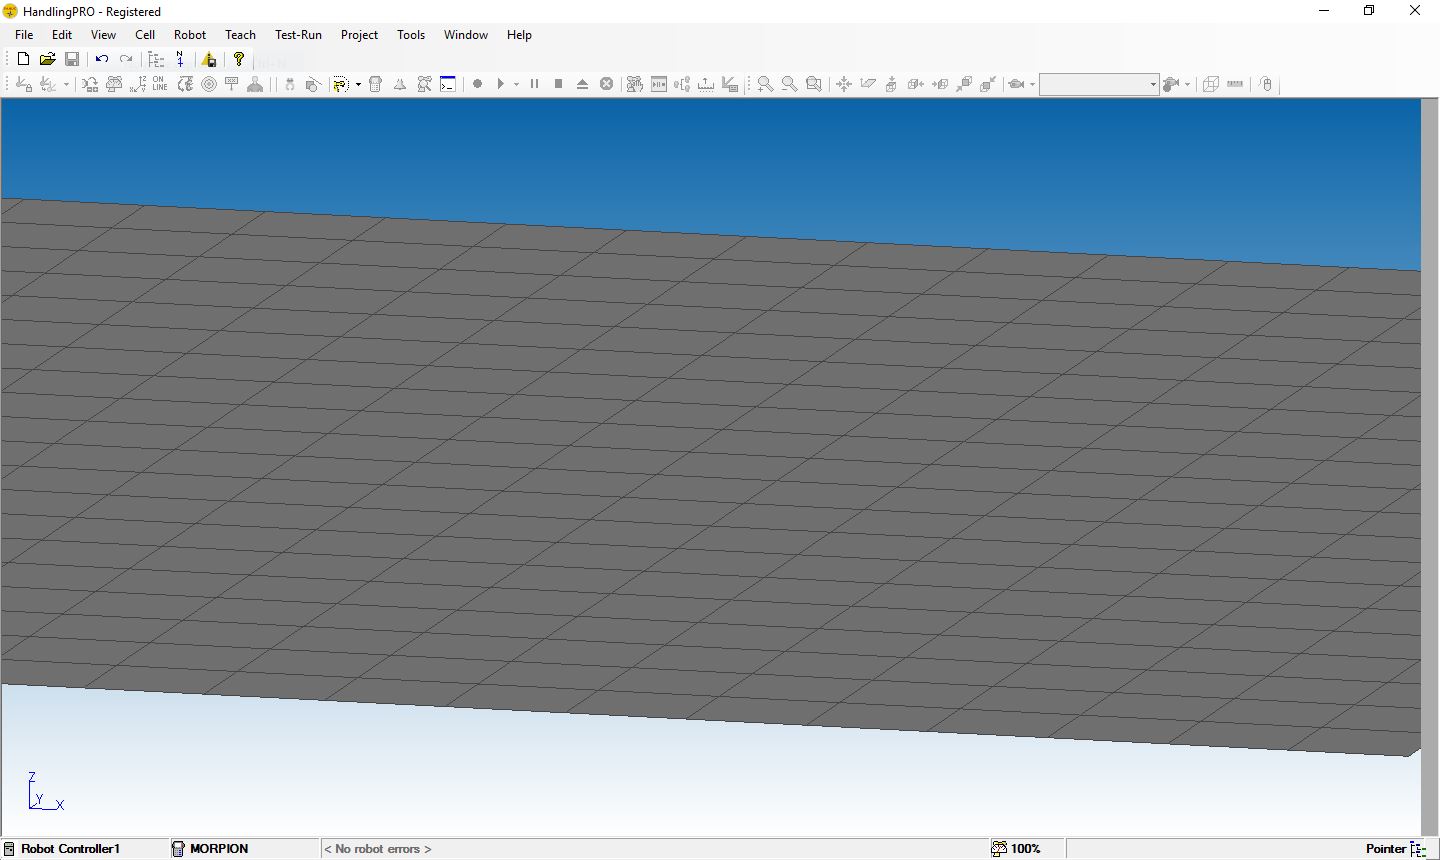 HandlingPRO - Registered
File Edit View Cell Robot Teach Test-Run Project Tools Window Help
ON
LINE
Z
Y
X
Robot Controller1 MORPION < No robot errors > 100% Pointer